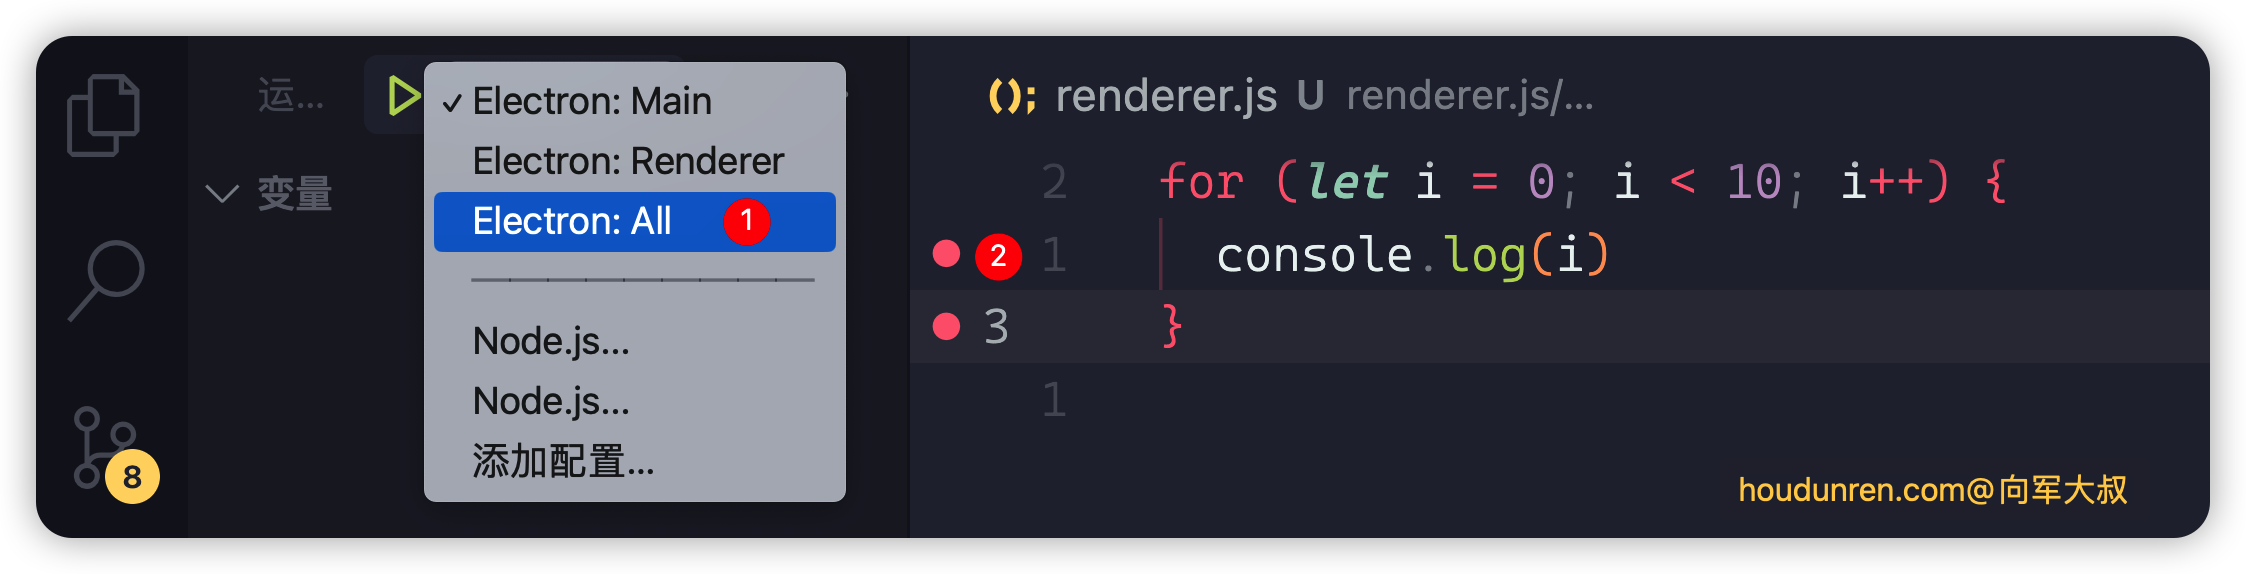 运...
✓ Electron: Main
Electron: Renderer
Electron: All 1
Node.js...
Node.js...
添加配置...
变量
8
(); renderer.js U renderer.js/...
2 for (let i = 0; i < 10; i++) {
2 1 console.log(i)
3 }
1
houdunren.com@向军大叔